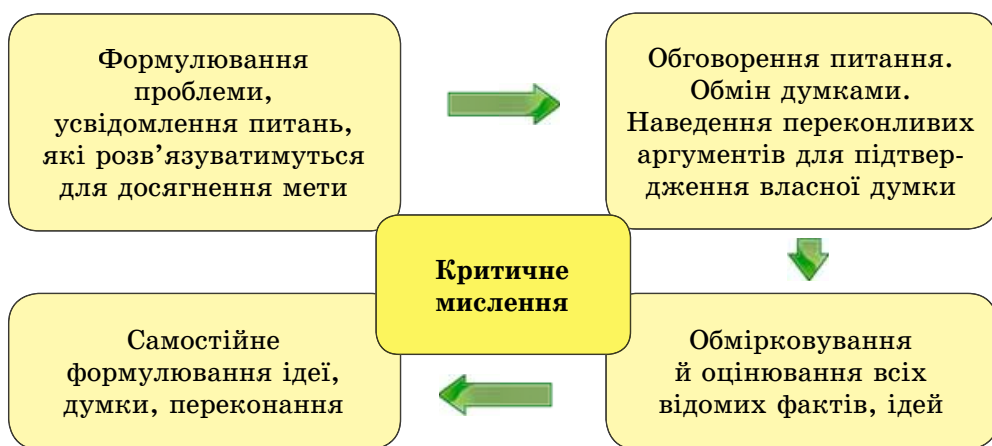 Формулювання
проблеми,
усвідомлення питань,
які розв’язуватимуться
для досягнення мети
Обговорення питання.
Обмін думками.
Наведення переконливих
аргументів для підтвер-
дження власної думки
Критичне
мислення
Обмірковування
й оцінювання всіх
відомих фактів, ідей
Самостійне
формулювання ідеї,
думки, переконання